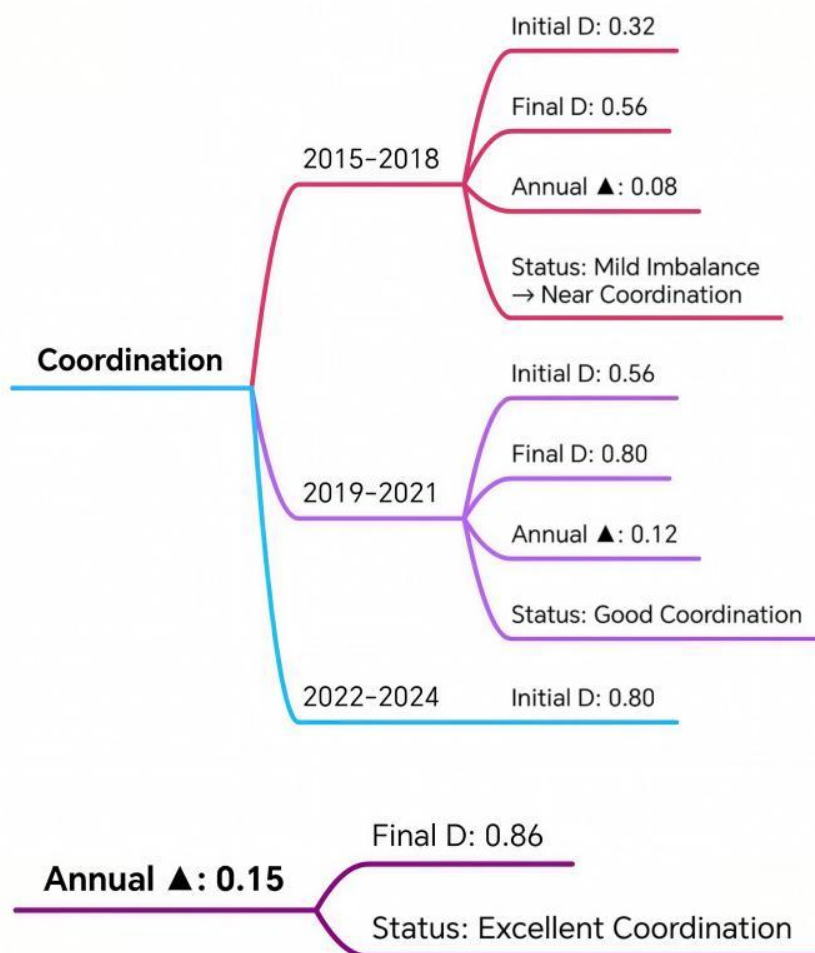 Coordination
2015-2018
Initial D: 0.32
Final D: 0.56
Annual ▲: 0.08
Status: Mild Imbalance
→ Near Coordination
2019-2021
Initial D: 0.56
Final D: 0.80
Annual ▲: 0.12
Status: Good Coordination
2022-2024
Initial D: 0.80
Annual ▲: 0.15
Final D: 0.86
Status: Excellent Coordination